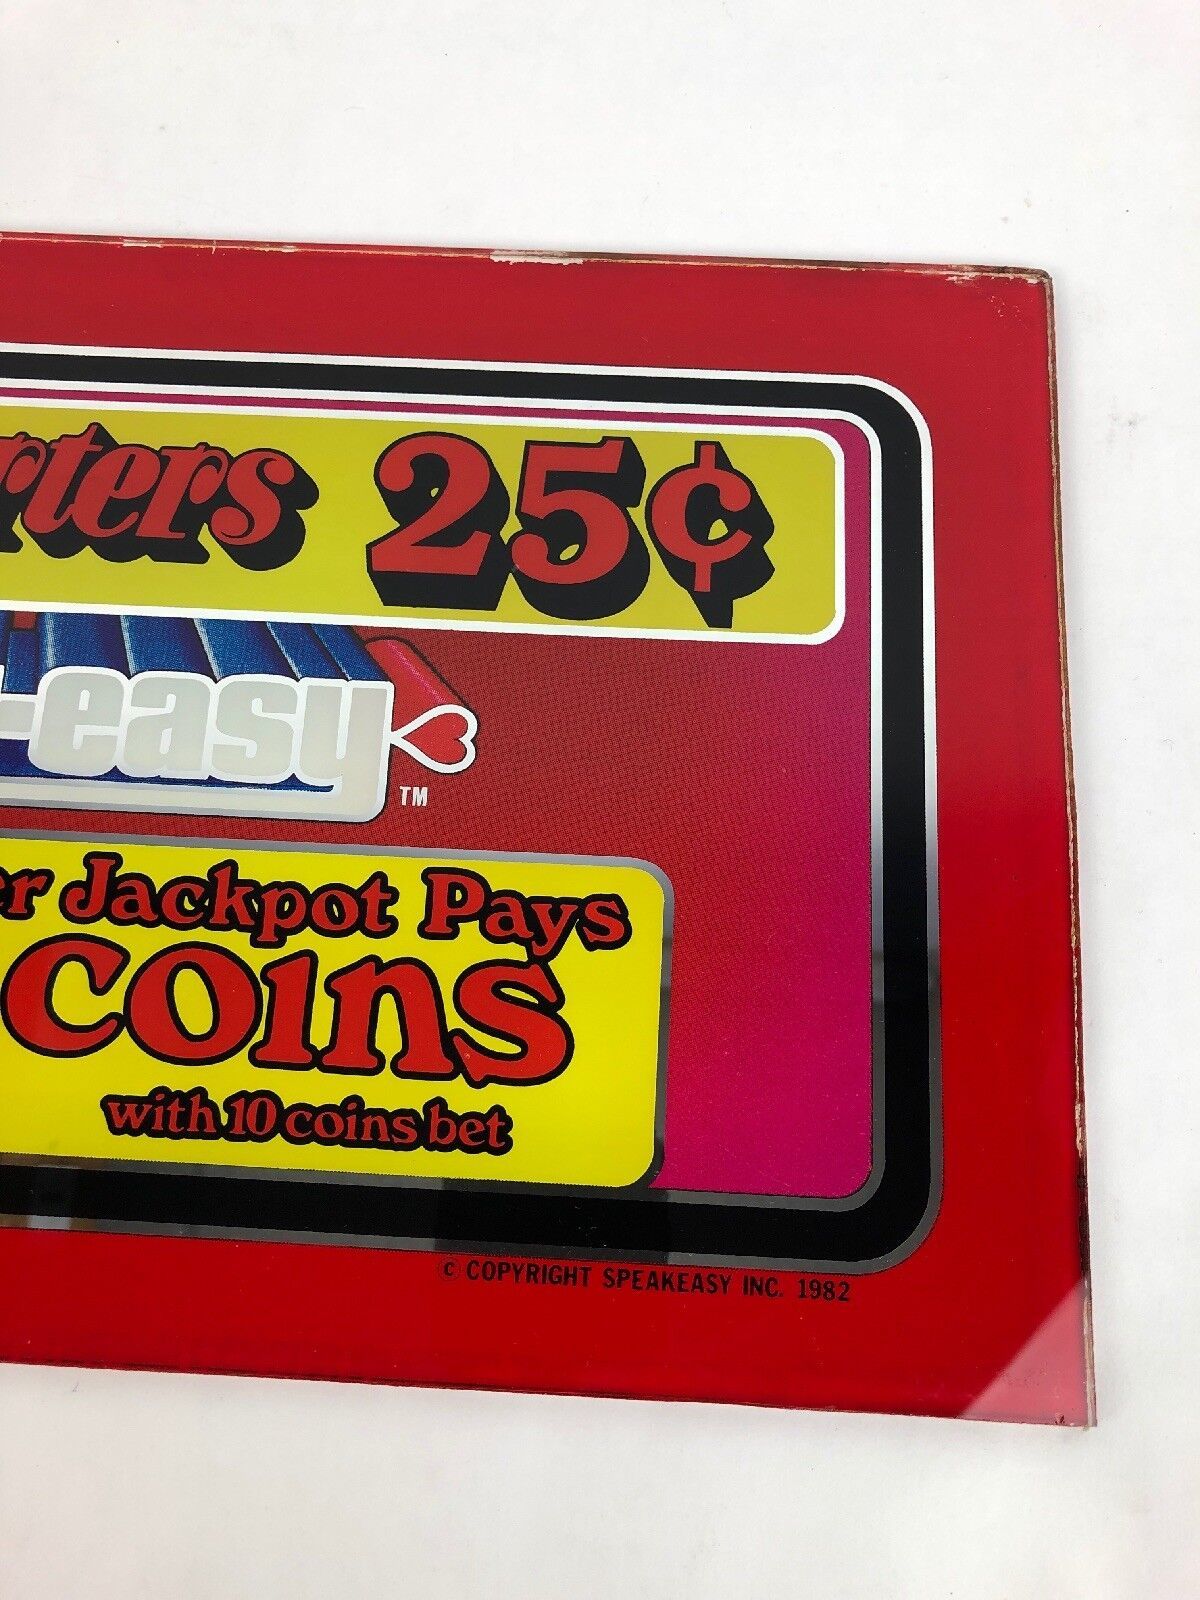 rters 25¢
-easy
TM
er Jackpot Pays
COINS
with 10 coins bet
© COPYRIGHT SPEAKEASY INC. 1982